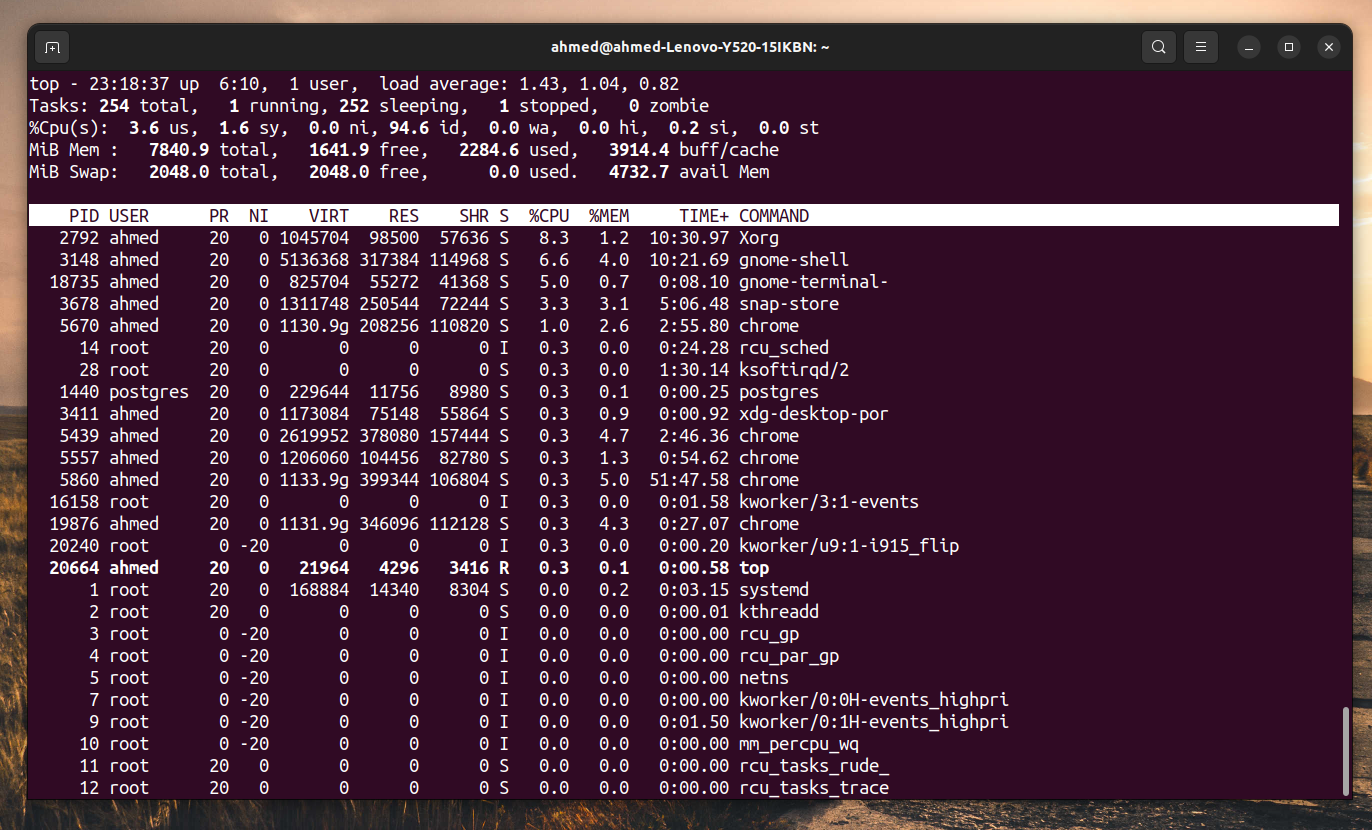 ahmed@ahmed-Lenovo-Y520-15IKBN: ~
top - 23:18:37 up  6:10,  1 user,  load average: 1.43, 1.04, 0.82
Tasks: 254 total,   1 running, 252 sleeping,   1 stopped,   0 zombie
%Cpu(s):  3.6 us,  1.6 sy,  0.0 ni, 94.6 id,  0.0 wa,  0.0 hi,  0.2 si,  0.0 st
MiB Mem :   7840.9 total,   1641.9 free,   2284.6 used,   3914.4 buff/cache
MiB Swap:   2048.0 total,   2048.0 free,      0.0 used.   4732.7 avail Mem
    PID USER      PR  NI    VIRT    RES    SHR S  %CPU  %MEM     TIME+ COMMAND
   2792 ahmed     20   0 1045704  98500  57636 S   8.3   1.2  10:30.97 Xorg
   3148 ahmed     20   0 5136368 317384 114968 S   6.6   4.0  10:21.69 gnome-shell
  18735 ahmed     20   0  825704  55272  41368 S   5.0   0.7   0:08.10 gnome-terminal-
   3678 ahmed     20   0 1311748 250544  72244 S   3.3   3.1   5:06.48 snap-store
   5670 ahmed     20   0 1130.9g 208256 110820 S   1.0   2.6   2:55.80 chrome
     14 root      20   0       0      0      0 I   0.3   0.0   0:24.28 rcu_sched
     28 root      20   0       0      0      0 S   0.3   0.0   1:30.14 ksoftirqd/2
   1440 postgres  20   0  229644  11756   8980 S   0.3   0.1   0:00.25 postgres
   3411 ahmed     20   0 1173084  75148  55864 S   0.3   0.9   0:00.92 xdg-desktop-por
   5439 ahmed     20   0 2619952 378080 157444 S   0.3   4.7   2:46.36 chrome
   5557 ahmed     20   0 1206060 104456  82780 S   0.3   1.3   0:54.62 chrome
   5860 ahmed     20   0 1133.9g 399344 106804 S   0.3   5.0  51:47.58 chrome
  16158 root      20   0       0      0      0 I   0.3   0.0   0:01.58 kworker/3:1-events
  19876 ahmed     20   0 1131.9g 346096 112128 S   0.3   4.3   0:27.07 chrome
  20240 root       0 -20       0      0      0 I   0.3   0.0   0:00.20 kworker/u9:1-i915_flip
  20664 ahmed     20   0   21964   4296   3416 R   0.3   0.1   0:00.58 top
      1 root      20   0  168884  14340   8304 S   0.0   0.2   0:03.15 systemd
      2 root      20   0       0      0      0 S   0.0   0.0   0:00.01 kthreadd
      3 root       0 -20       0      0      0 I   0.0   0.0   0:00.00 rcu_gp
      4 root       0 -20       0      0      0 I   0.0   0.0   0:00.00 rcu_par_gp
      5 root       0 -20       0      0      0 I   0.0   0.0   0:00.00 netns
      7 root       0 -20       0      0      0 I   0.0   0.0   0:00.00 kworker/0:0H-events_highpri
      9 root       0 -20       0      0      0 I   0.0   0.0   0:01.50 kworker/0:1H-events_highpri
     10 root       0 -20       0      0      0 I   0.0   0.0   0:00.00 mm_percpu_wq
     11 root      20   0       0      0      0 S   0.0   0.0   0:00.00 rcu_tasks_rude_
     12 root      20   0       0      0      0 S   0.0   0.0   0:00.00 rcu_tasks_trace